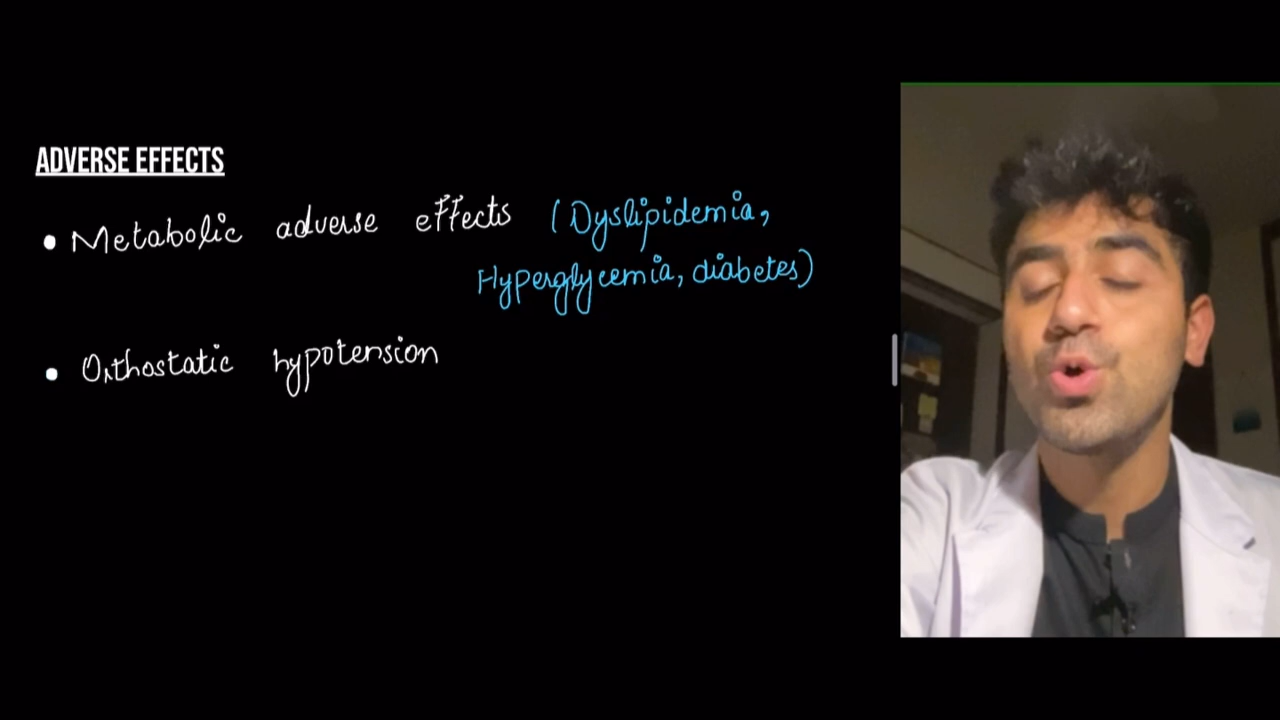 ADVERSE EFFECTS
• Metabolic adverse effects (Dyslipidemia,
Hyperglycemia, diabetes)
• Orthostatic hypotension